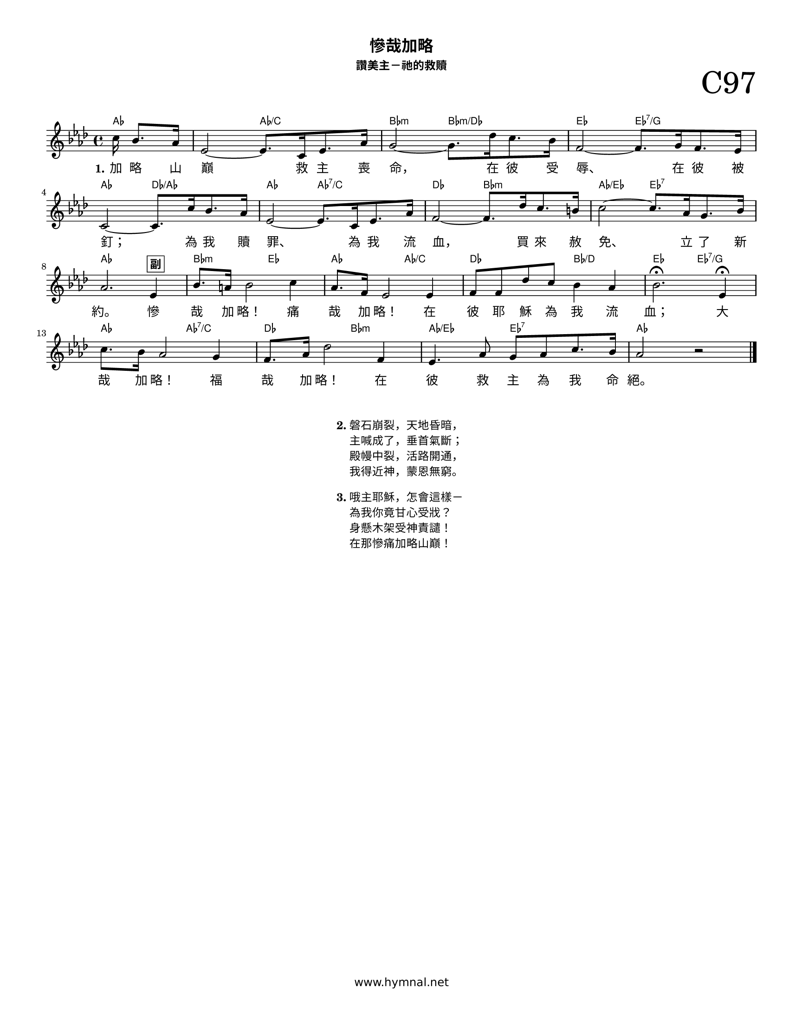 慘哉加略
讚美主－祂的救贖
C97
A♭ A♭/C B♭m B♭m/D♭ E♭ E♭7/G
1. 加 略 山 巔 救 主 喪 命， 在 彼 受 辱、 在 彼 被
4 A♭ D♭/A♭ A♭ A♭7/C D♭ B♭m A♭/E♭ E♭7
釘； 為 我 贖 罪、 為 我 流 血， 買 來 赦 免、 立 了 新
8 A♭ 副 B♭m E♭ A♭ A♭/C D♭ B♭/D E♭ E♭7/G
約。 慘 哉 加 略！ 痛 哉 加 略！ 在 彼 耶 穌 為 我 流 血； 大
13 A♭ A♭7/C D♭ B♭m A♭/E♭ E♭7 A♭
哉 加 略！ 福 哉 加 略！ 在 彼 救 主 為 我 命 絕。
2. 磐石崩裂，天地昏暗，
主喊成了，垂首氣斷；
殿幔中裂，活路開通，
我得近神，蒙恩無窮。
3. 哦主耶穌，怎會這樣－
為我你竟甘心受戕？
身懸木架受神責譴！
在那慘痛加略山巔！
www.hymnal.net